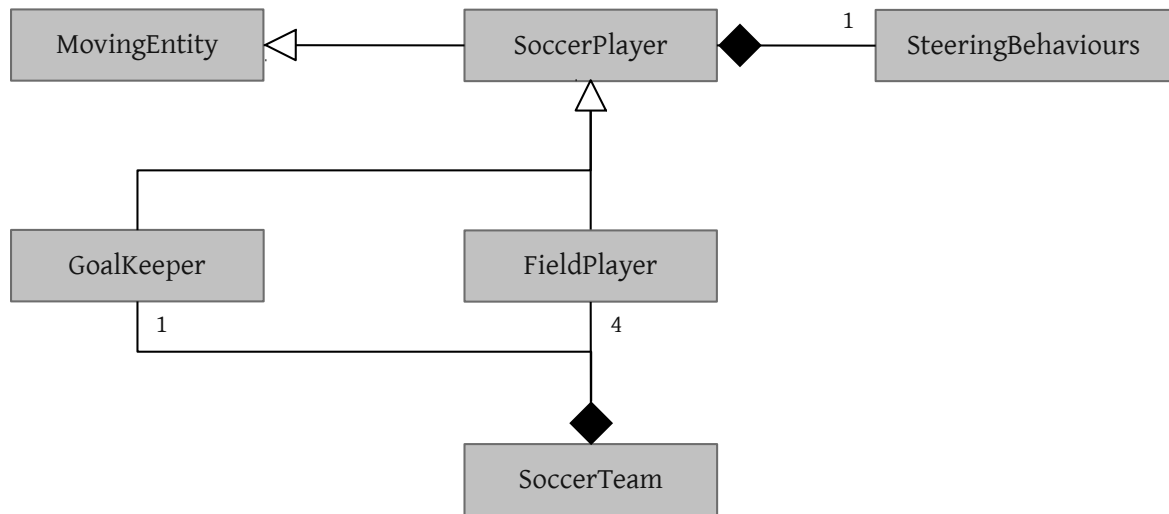 MovingEntity
SoccerPlayer
1
SteeringBehaviours
GoalKeeper
FieldPlayer
1
4
SoccerTeam